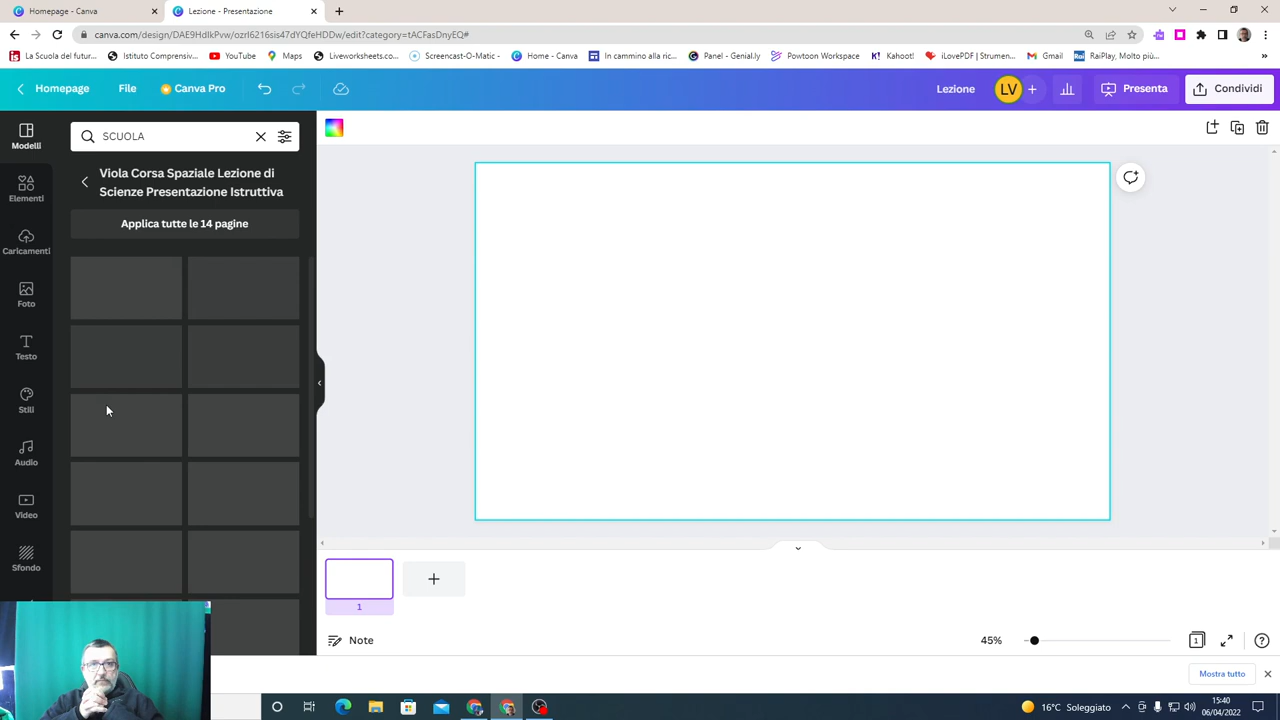 Homepage - Canva
Lezione - Presentazione
canva.com/design/DAE9HdIkPvw/ozrI6216sis47dYQfeHDDw/edit?category=tACFasDnyEQ#
La Scuola del futur...
Istituto Comprensiv...
YouTube
Maps
Liveworksheets.co...
Screencast-O-Matic -
Home - Canva
In cammino alla ric...
Panel - Genial.ly
Powtoon Workspace
Kahoot!
iLovePDF | Strumen...
Gmail
RaiPlay, Molto più...
Homepage
File
Canva Pro
Lezione
LV
Presenta
Condividi
Modelli
Elementi
Caricamenti
Foto
Testo
Stili
Audio
Video
Sfondo
SCUOLA
Viola Corsa Spaziale Lezione di
Scienze Presentazione Istruttiva
Applica tutte le 14 pagine
1
Note
45%
1
Mostra tutto
16°C Soleggiato
15:40
06/04/2022